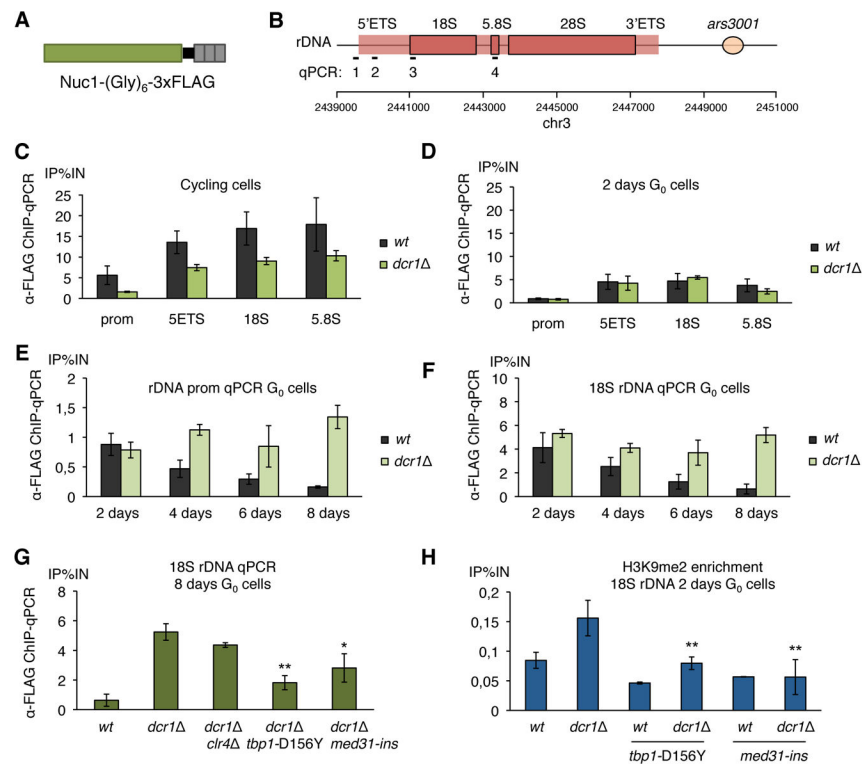 A
Nuc1-(Gly)6-3xFLAG
B
5’ETS 18S 5.8S 28S 3’ETS ars3001
rDNA
qPCR: 1 2 3 4
2439000 2441000 2443000 2445000 2447000 2449000 2451000
chr3
C
IP%IN
Cycling cells
α-FLAG ChIP-qPCR
25
20
15
10
5
0
prom 5ETS 18S 5.8S
wt
dcr1Δ
D
IP%IN
2 days G0 cells
α-FLAG ChIP-qPCR
25
20
15
10
5
0
prom 5ETS 18S 5.8S
wt
dcr1Δ
E
IP%IN
rDNA prom qPCR G0 cells
α-FLAG ChIP-qPCR
2
1,5
1
0,5
0
2 days 4 days 6 days 8 days
wt
dcr1Δ
F
IP%IN
18S rDNA qPCR G0 cells
α-FLAG ChIP-qPCR
10
8
6
4
2
0
2 days 4 days 6 days 8 days
wt
dcr1Δ
G
IP%IN
18S rDNA qPCR
8 days G0 cells
α-FLAG ChIP-qPCR
8
6
4
2
0
** *
wt dcr1Δ dcr1Δ dcr1Δ dcr1Δ
clr4Δ tbp1-D156Y med31-ins
H
IP%IN
H3K9me2 enrichment
18S rDNA 2 days G0 cells
0,2
0,15
0,1
0,05
0
** **
wt dcr1Δ wt dcr1Δ wt dcr1Δ
tbp1-D156Y med31-ins